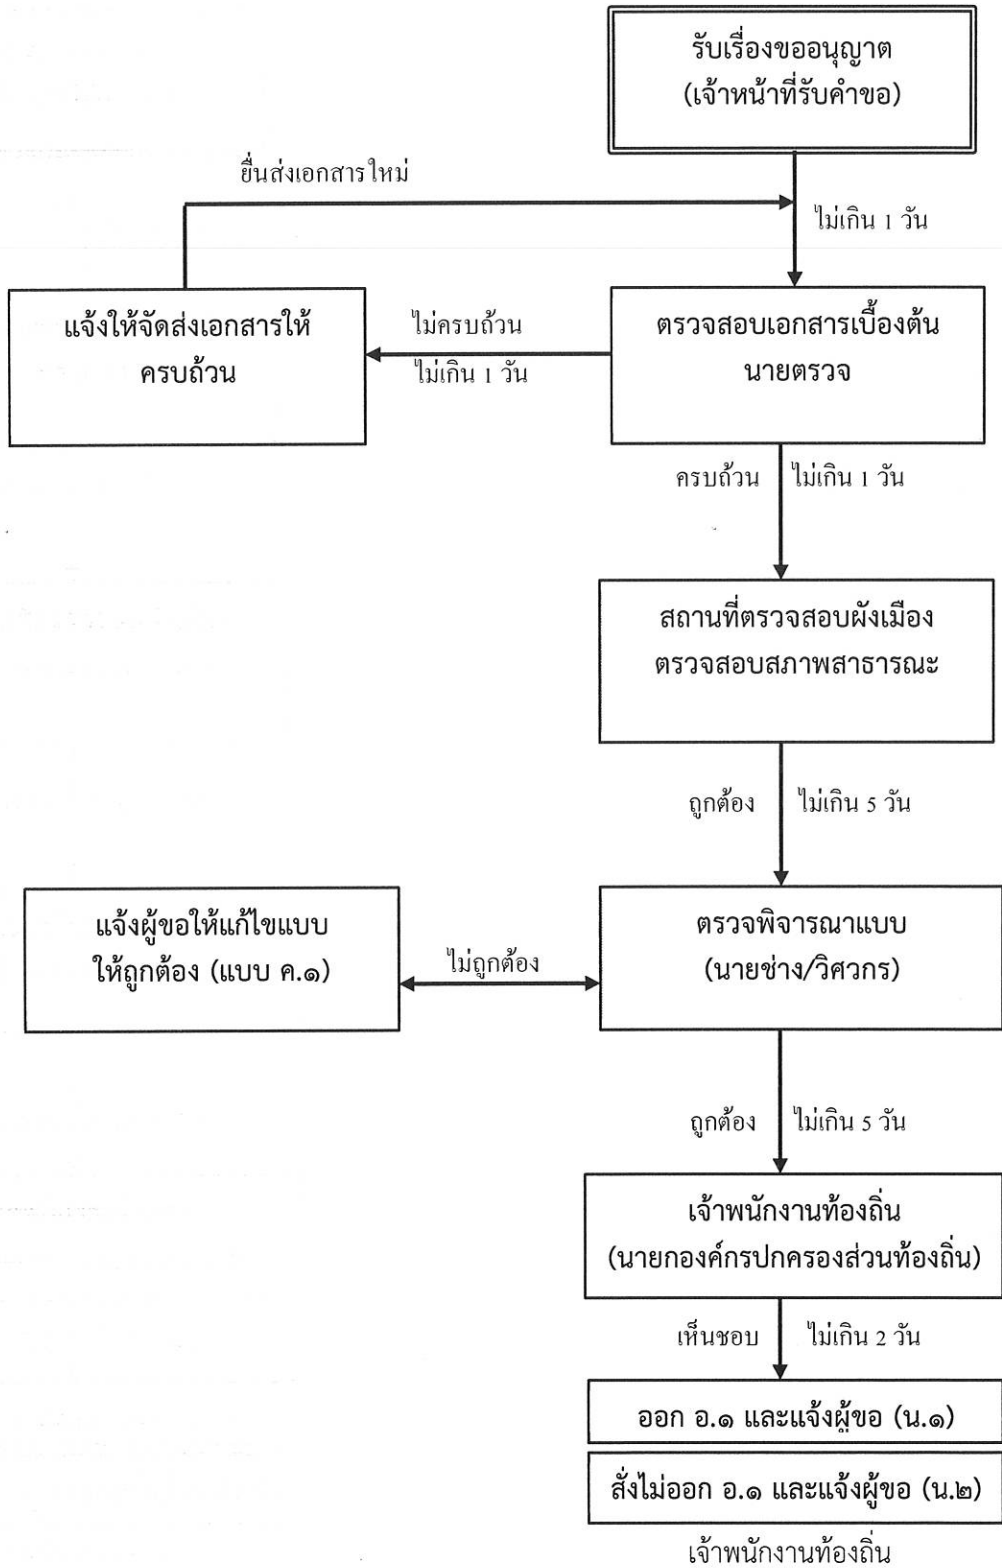 รับเรื่องขออนุญาต
(เจ้าหน้าที่รับคำขอ)
ยื่นส่งเอกสารใหม่
ไม่เกิน 1 วัน
แจ้งให้จัดส่งเอกสารให้
ครบถ้วน
ไม่ครบถ้วน
ไม่เกิน 1 วัน
ตรวจสอบเอกสารเบื้องต้น
นายตรวจ
ครบถ้วน
ไม่เกิน 1 วัน
สถานที่ตรวจสอบผังเมือง
ตรวจสอบสภาพสาธารณะ
ถูกต้อง
ไม่เกิน 5 วัน
แจ้งผู้ขอให้แก้ไขแบบ
ให้ถูกต้อง (แบบ ค.๑)
ไม่ถูกต้อง
ตรวจพิจารณาแบบ
(นายช่าง/วิศวกร)
ถูกต้อง
ไม่เกิน 5 วัน
เจ้าพนักงานท้องถิ่น
(นายกองค์กรปกครองส่วนท้องถิ่น)
เห็นชอบ
ไม่เกิน 2 วัน
ออก อ.๑ และแจ้งผู้ขอ (น.๑)
สั่งไม่ออก อ.๑ และแจ้งผู้ขอ (น.๒)
เจ้าพนักงานท้องถิ่น